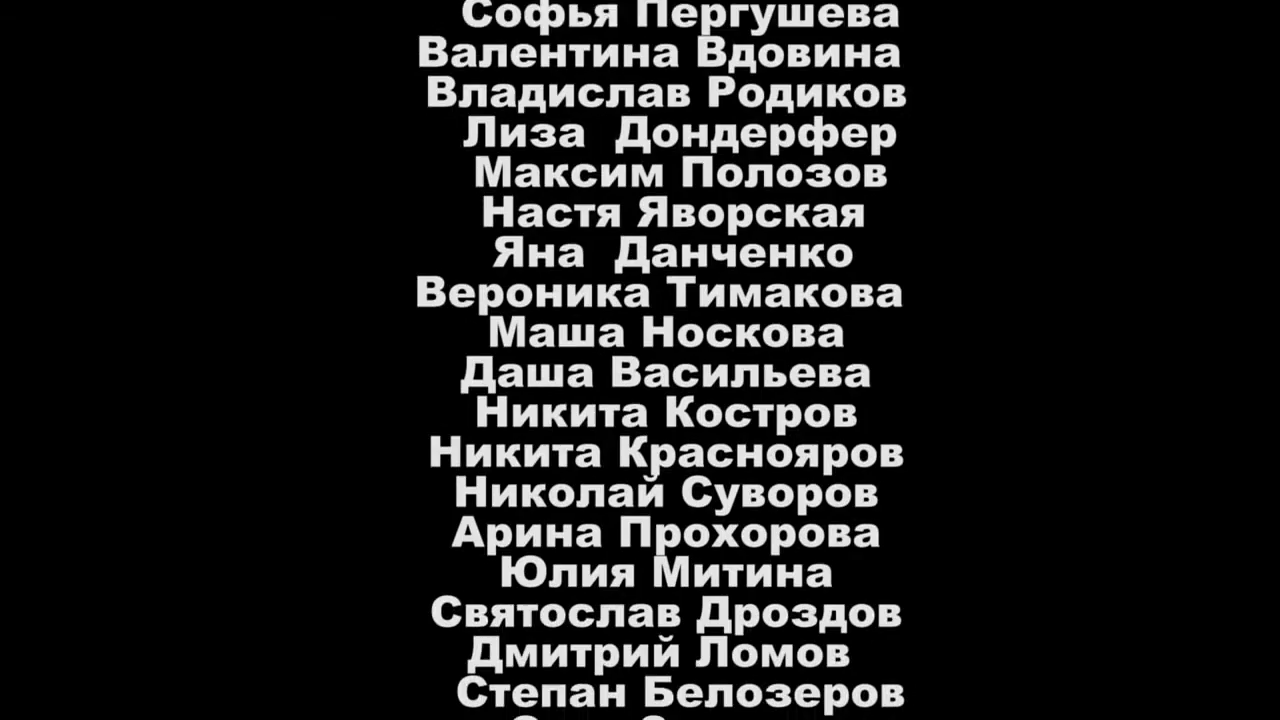 Софья Пергушева
Валентина Вдовина
Владислав Родиков
Лиза Дондерфер
Максим Полозов
Настя Яворская
Яна Данченко
Вероника Тимакова
Маша Носкова
Даша Васильева
Никита Костров
Никита Краснояров
Николай Суворов
Арина Прохорова
Юлия Митина
Святослав Дроздов
Дмитрий Ломов
Степан Белозеров